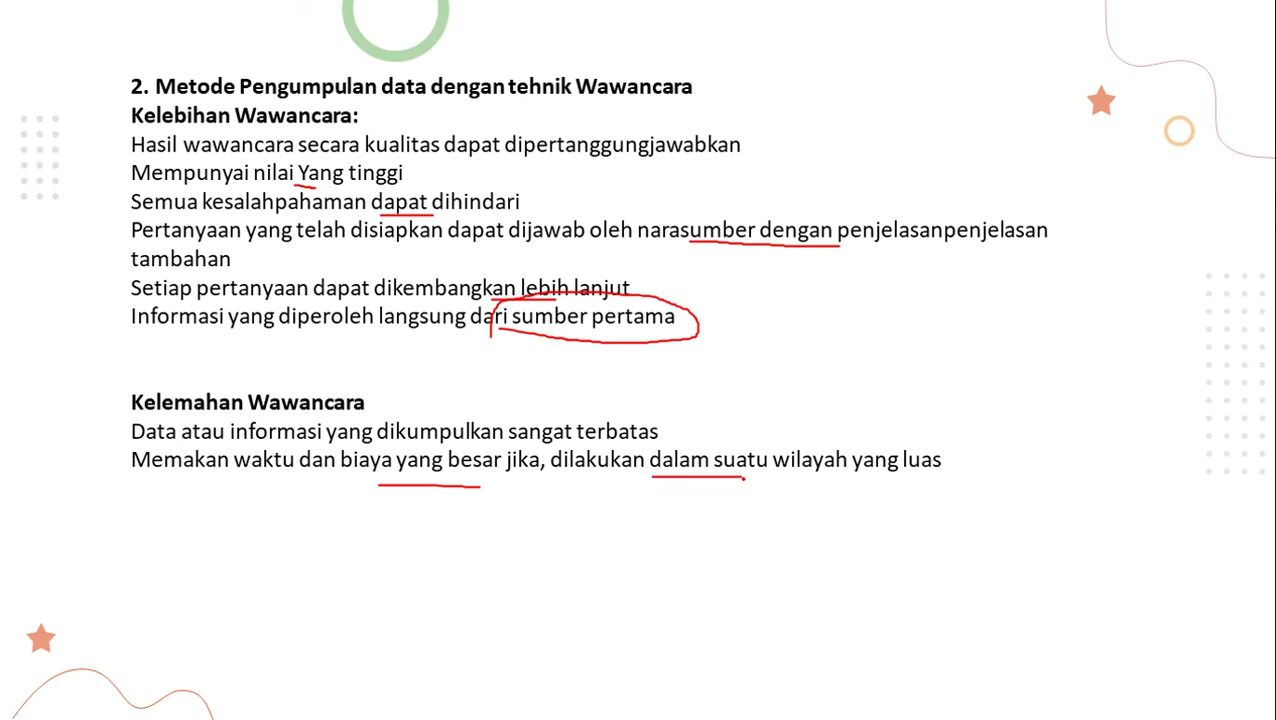 2. Metode Pengumpulan data dengan tehnik Wawancara
Kelebihan Wawancara:
Hasil wawancara secara kualitas dapat dipertanggungjawabkan
Mempunyai nilai Yang tinggi
Semua kesalahpahaman dapat dihindari
Pertanyaan yang telah disiapkan dapat dijawab oleh narasumber dengan penjelasanpenjelasan
tambahan
Setiap pertanyaan dapat dikembangkan lebih lanjut
Informasi yang diperoleh langsung dari sumber pertama
Kelemahan Wawancara
Data atau informasi yang dikumpulkan sangat terbatas
Memakan waktu dan biaya yang besar jika, dilakukan dalam suatu wilayah yang luas